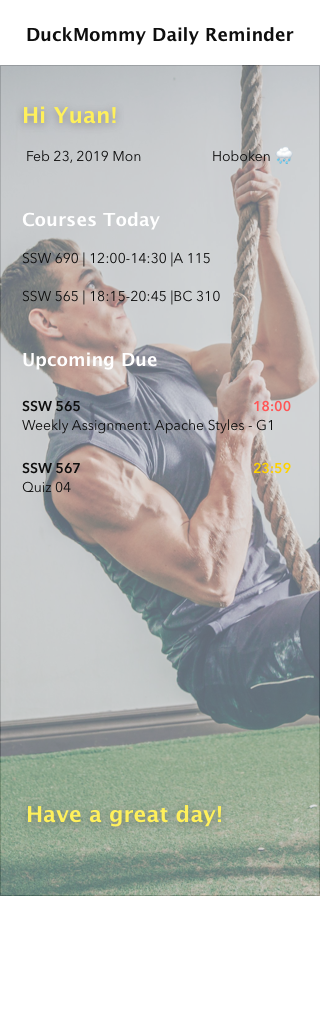 DuckMommy Daily Reminder
Hi Yuan!
Feb 23, 2019 Mon Hoboken 🌧
Courses Today
SSW 690 | 12:00-14:30 |A 115
SSW 565 | 18:15-20:45 |BC 310
Upcoming Due
SSW 565 18:00
Weekly Assignment: Apache Styles - G1
SSW 567 23:59
Quiz 04
Have a great day!